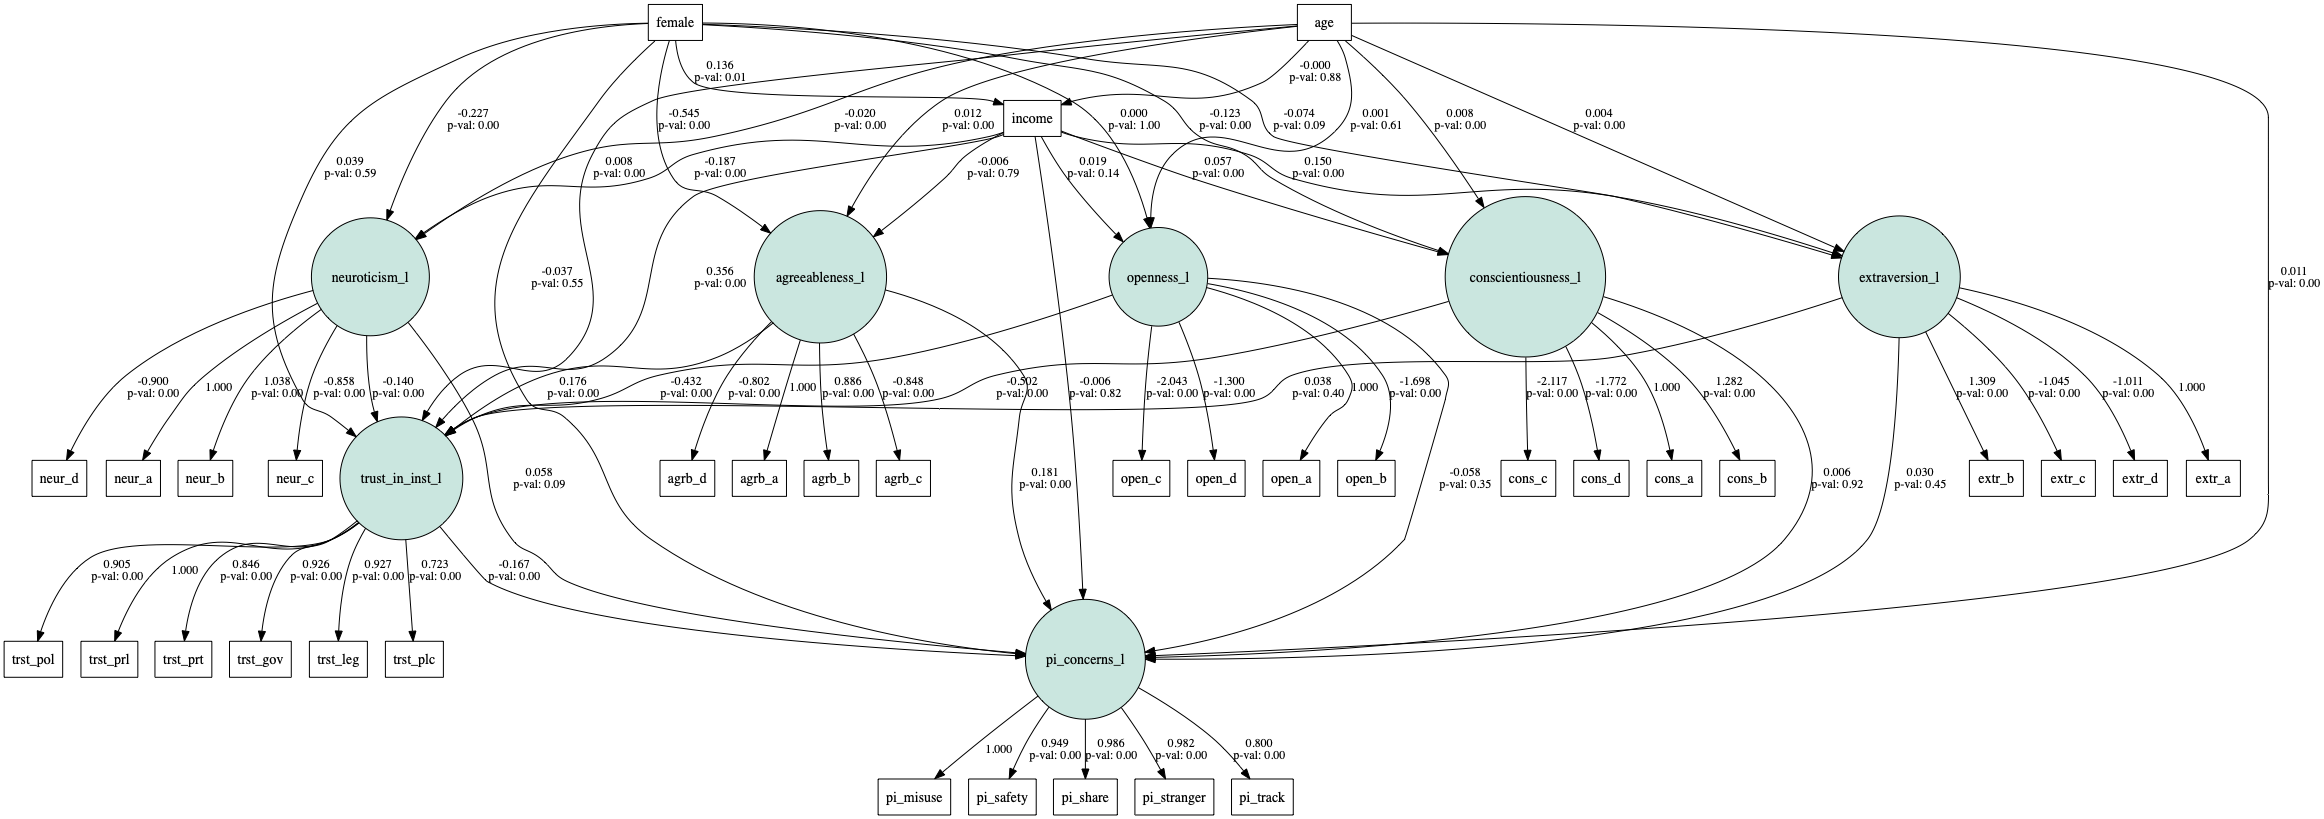 female
age
0.136
p-val: 0.01
-0.000
p-val: 0.88
income
-0.227
p-val: 0.00
-0.545
p-val: 0.00
-0.020
p-val: 0.00
0.012
p-val: 0.00
0.000
p-val: 1.00
-0.123
p-val: 0.00
-0.074
p-val: 0.09
0.001
p-val: 0.61
0.008
p-val: 0.00
0.004
p-val: 0.00
0.039
p-val: 0.59
0.008
p-val: 0.00
-0.187
p-val: 0.00
-0.006
p-val: 0.79
0.019
p-val: 0.14
0.057
p-val: 0.00
0.150
p-val: 0.00
neuroticism_l
agreeableness_l
openness_l
conscientiousness_l
extraversion_l
-0.037
p-val: 0.55
0.356
p-val: 0.00
0.011
p-val: 0.00
-0.900
p-val: 0.00
1.000
1.038
p-val: 0.00
-0.858
p-val: 0.00
-0.140
p-val: 0.00
0.176
p-val: 0.00
-0.432
p-val: 0.00
-0.802
p-val: 0.00
1.000
0.886
p-val: 0.00
-0.848
p-val: 0.00
-0.502
p-val: 0.00
-0.006
p-val: 0.82
-2.043
p-val: 0.00
-1.300
p-val: 0.00
0.038
p-val: 0.40
1.000
-1.698
p-val: 0.00
-2.117
p-val: 0.00
-1.772
p-val: 0.00
1.000
1.282
p-val: 0.00
1.309
p-val: 0.00
-1.045
p-val: 0.00
-1.011
p-val: 0.00
1.000
neur_d
neur_a
neur_b
neur_c
trust_in_inst_l
0.058
p-val: 0.09
agrb_d
agrb_a
agrb_b
agrb_c
0.181
p-val: 0.00
open_c
open_d
open_a
open_b
-0.058
p-val: 0.35
cons_c
cons_d
cons_a
cons_b
0.006
p-val: 0.92
0.030
p-val: 0.45
extr_b
extr_c
extr_d
extr_a
0.905
p-val: 0.00
1.000
0.846
p-val: 0.00
0.926
p-val: 0.00
0.927
p-val: 0.00
0.723
p-val: 0.00
-0.167
p-val: 0.00
trst_pol
trst_prl
trst_prt
trst_gov
trst_leg
trst_plc
pi_concerns_l
1.000
0.949
p-val: 0.00
0.986
p-val: 0.00
0.982
p-val: 0.00
0.800
p-val: 0.00
pi_misuse
pi_safety
pi_share
pi_stranger
pi_track